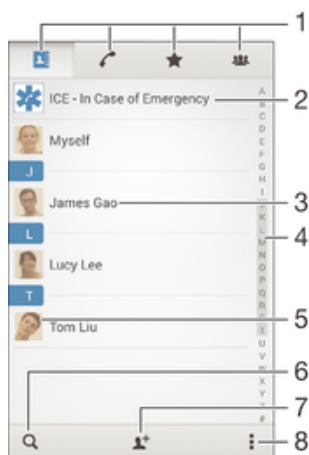 1
ICE - In Case of Emergency
2
Myself
J
James Gao
3
L
Lucy Lee
4
T
Tom Liu
5
A
B
C
D
E
F
G
H
I
J
K
L
M
N
O
P
Q
R
S
T
U
V
W
X
Y
Z
#
6
7
8